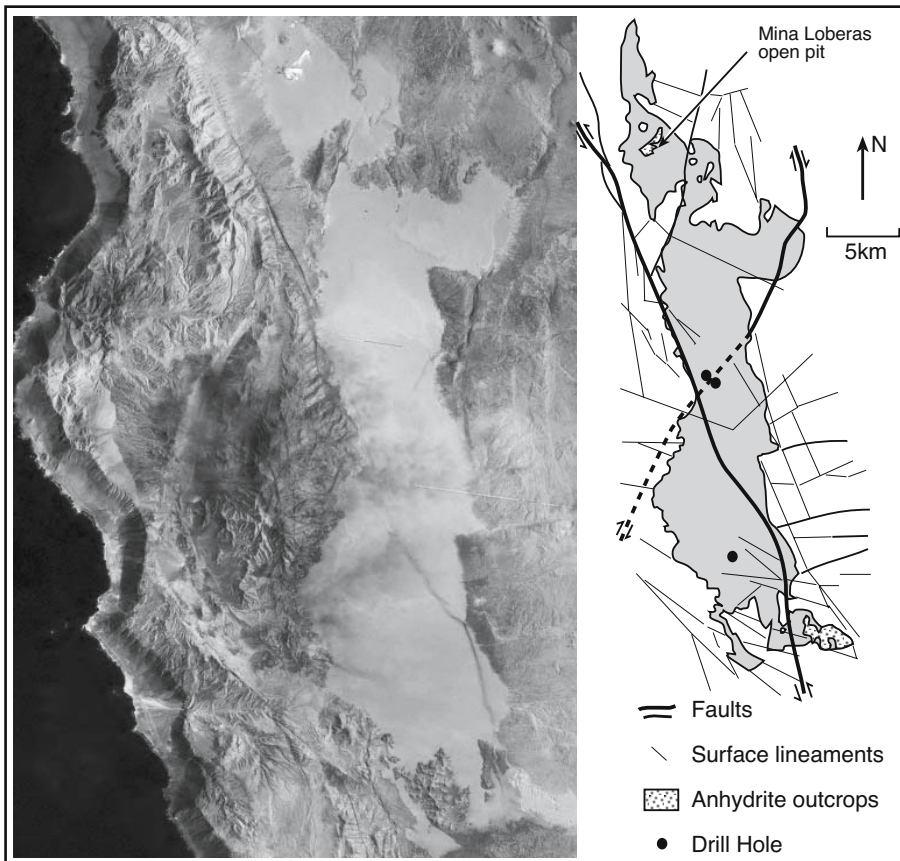 Mina Loberas
open pit
N
5km
Faults
Surface lineaments
Anhydrite outcrops
Drill Hole